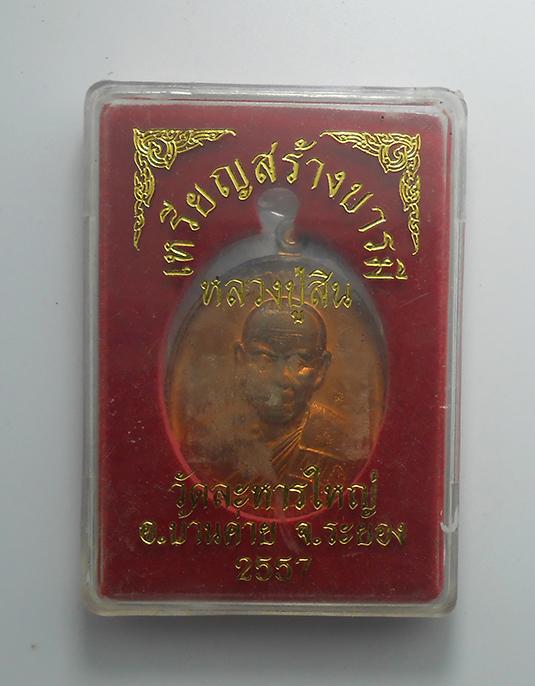 เหรียญสร้างบารมี
หลวงปู่สิน
วัดละหารใหญ่
อ.บ้านค่าย จ.ระยอง
2557